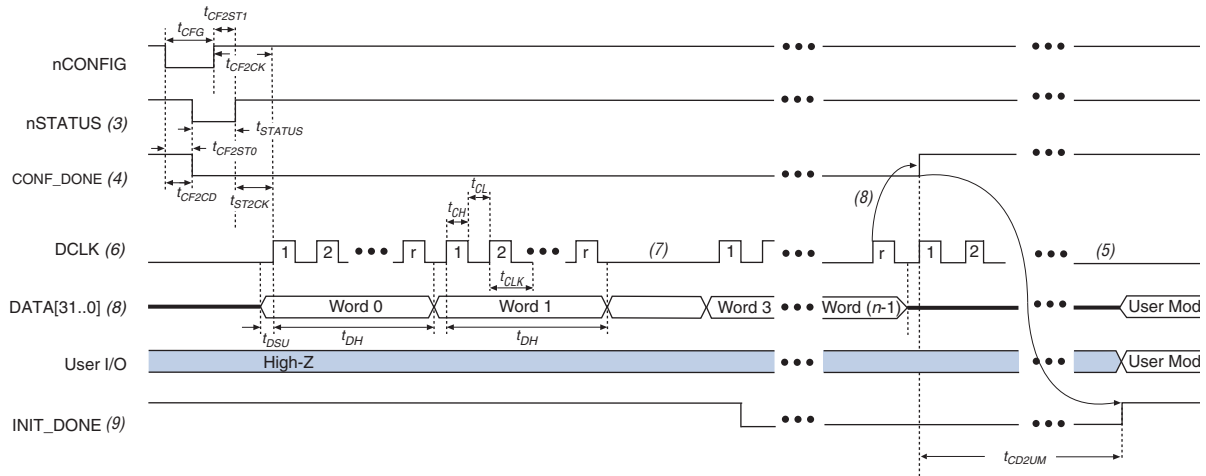 tCF2ST1
tCFG
nCONFIG
tCF2CK
nSTATUS (3)
tSTATUS
tCF2ST0
CONF_DONE (4)
tCF2CD
tST2CK
tCL
tCH
(8)
DCLK (6)
1 2 r 1 2 r (7) 1 r 1 2 (5)
tCLK
DATA[31..0] (8)
Word 0 Word 1 Word 3 Word (n-1) User Mod
tDSU tDH tDH
User I/O
High-Z User Mod
INIT_DONE (9)
tCD2UM